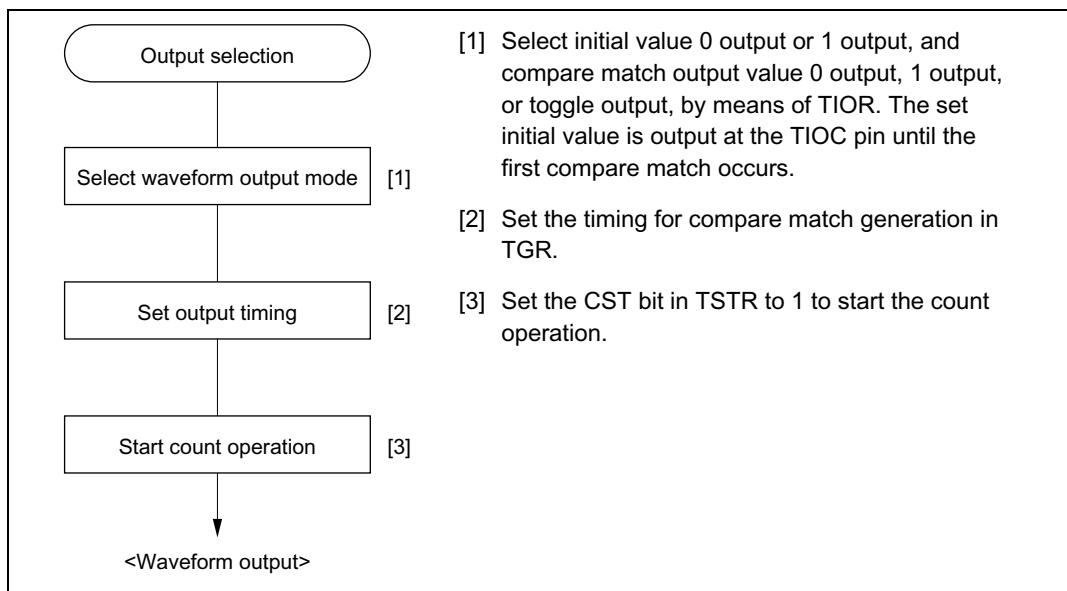 Output selection
Select waveform output mode [1]
Set output timing [2]
Start count operation [3]
<Waveform output>
[1] Select initial value 0 output or 1 output, and
compare match output value 0 output, 1 output,
or toggle output, by means of TIOR. The set
initial value is output at the TIOC pin until the
first compare match occurs.
[2] Set the timing for compare match generation in
TGR.
[3] Set the CST bit in TSTR to 1 to start the count
operation.